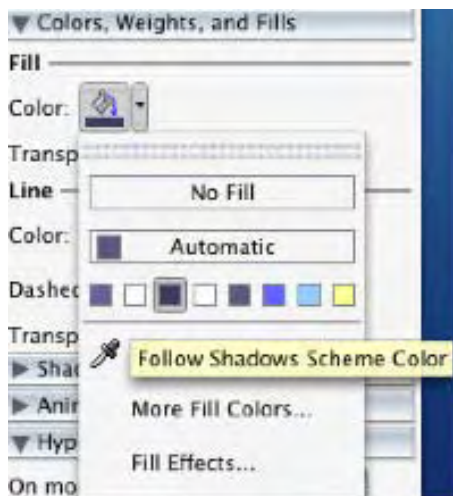 Colors, Weights, and Fills
Fill
Color:
Transp
Line
No Fill
Color:
Automatic
Dashed
Transp
Follow Shadows Scheme Color
Shad
Anir
More Fill Colors...
Hyp
Fill Effects...
On mo